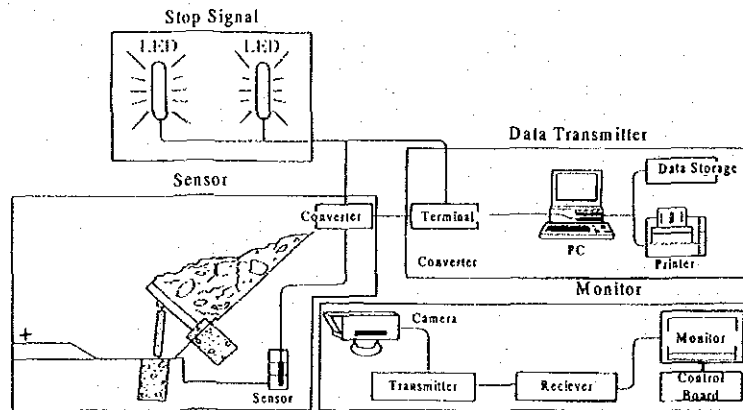 Stop Signal
LED LED
Data Transmitter
Sensor
Converter
Terminal
Data Storage
PC
Printer
Converter
Monitor
Camera
Monitor
Sensor
Transmitter
Reciever
Control
Board